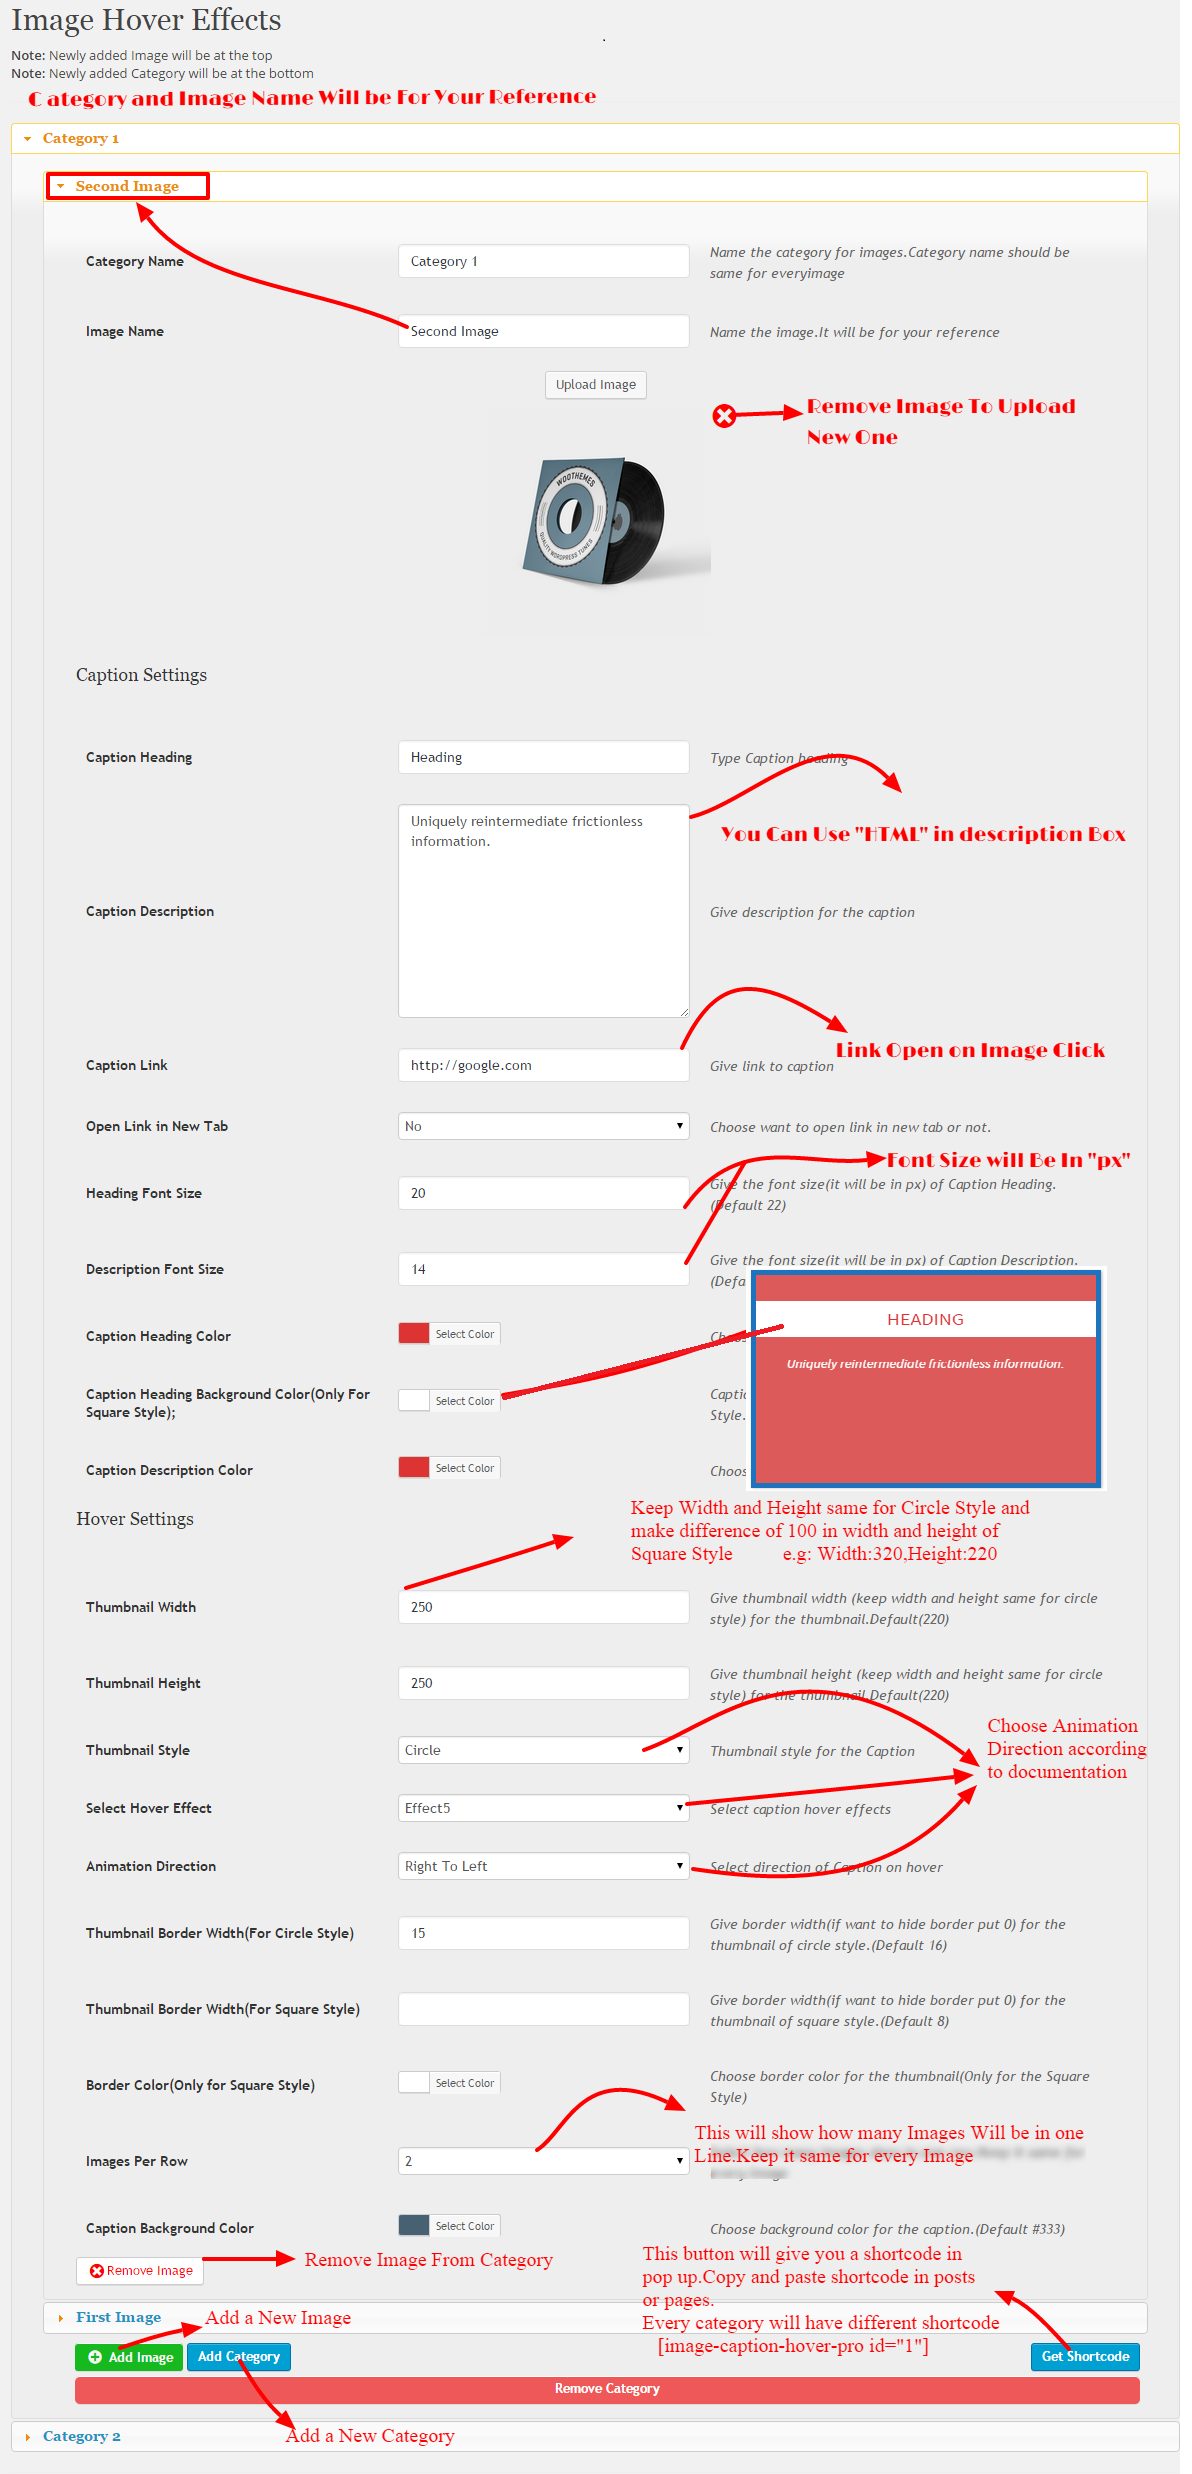 Image Hover Effects
Note: Newly added Image will be at the top
Note: Newly added Category will be at the bottom
C ategory and Image Name Will be For Your Reference
Category 1
Second Image
Category Name
Category 1
Name the category for images.Category name should be
same for everyimage
Image Name
Second Image
Name the image.It will be for your reference
Upload Image
Remove Image To Upload
New One
WOOTHEMES
QUALITY WORDPRESS TUNES
Caption Settings
Caption Heading
Heading
Type Caption heading
Uniquely reintermediate frictionless
information.
You Can Use "HTML" in description Box
Caption Description
Give description for the caption
Link Open on Image Click
Caption Link
http://google.com
Give link to caption
Open Link in New Tab
No
Choose want to open link in new tab or not.
Font Size will Be In "px"
Heading Font Size
20
Give the font size(it will be in px) of Caption Heading.
(Default 22)
Description Font Size
14
Give the font size(it will be in px) of Caption Description.
(Defa
HEADING
Uniquely reintermediate frictionless information.
Caption Heading Color
Select Color
Choos
Caption Heading Background Color(Only For
Square Style);
Select Color
Captio
Style.
Caption Description Color
Select Color
Choos
Hover Settings
Keep Width and Height same for Circle Style and
make difference of 100 in width and height of
Square Style e.g: Width:320,Height:220
Thumbnail Width
250
Give thumbnail width (keep width and height same for circle
style) for the thumbnail.Default(220)
Thumbnail Height
250
Give thumbnail height (keep width and height same for circle
style) for the thumbnail.Default(220)
Choose Animation
Direction according
to documentation
Thumbnail Style
Circle
Thumbnail style for the Caption
Select Hover Effect
Effect5
Select caption hover effects
Animation Direction
Right To Left
Select direction of Caption on hover
Thumbnail Border Width(For Circle Style)
15
Give border width(if want to hide border put 0) for the
thumbnail of circle style.(Default 16)
Thumbnail Border Width(For Square Style)
Give border width(if want to hide border put 0) for the
thumbnail of square style.(Default 8)
Border Color(Only for Square Style)
Select Color
Choose border color for the thumbnail(Only for the Square
Style)
This will show how many Images Will be in one
Line.Keep it same for every Image
Images Per Row
2
Caption Background Color
Select Color
Choose background color for the caption.(Default #333)
Remove Image
Remove Image From Category
This button will give you a shortcode in
pop up.Copy and paste shortcode in posts
or pages.
Every category will have different shortcode
[image-caption-hover-pro id="1"]
First Image
Add a New Image
Add Image
Add Category
Get Shortcode
Remove Category
Add a New Category
Category 2